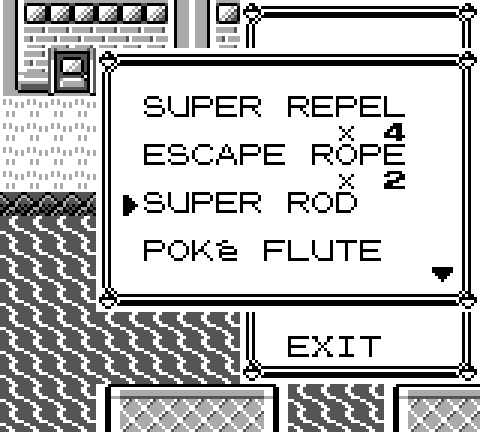 SUPER REPEL
× 4
ESCAPE ROPE
× 2
▶SUPER ROD
POKé FLUTE
▼
EXIT